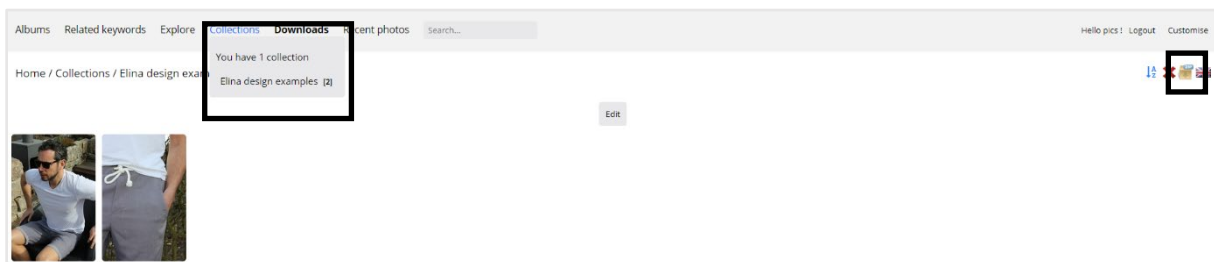 Albums Related keywords Explore Collections Downloads Recent photos Search...
Hello pics ! Logout Customise
You have 1 collection
Elina design examples [2]
Home / Collections / Elina design exam
Edit